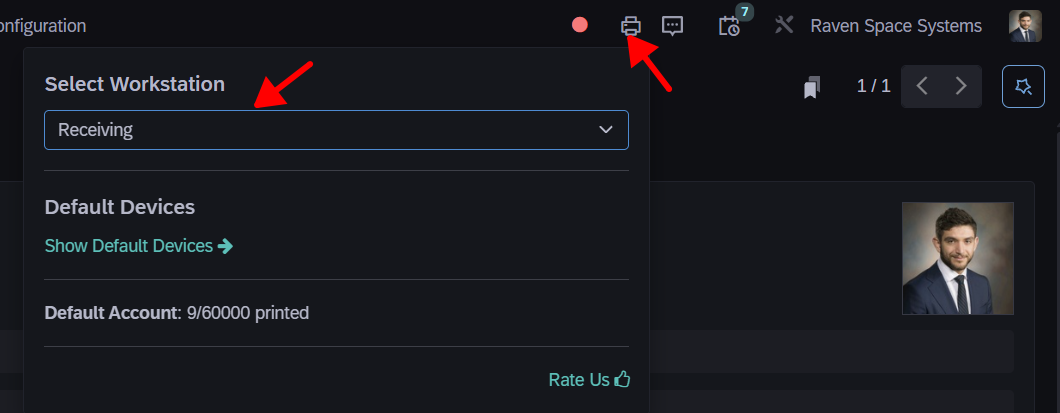 onfiguration
7
Raven Space Systems
Select Workstation
1 / 1
Receiving
Default Devices
Show Default Devices
Default Account: 9/60000 printed
Rate Us